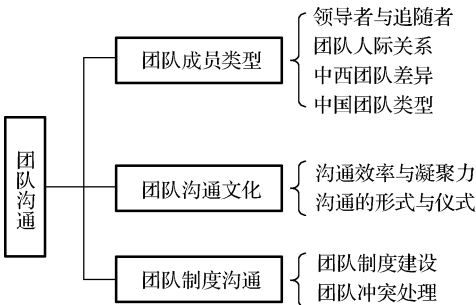 团队沟通
团队成员类型
领导者与追随者
团队人际关系
中西团队差异
中国团队类型
团队沟通文化
沟通效率与凝聚力
沟通的形式与仪式
团队制度沟通
团队制度建设
团队冲突处理